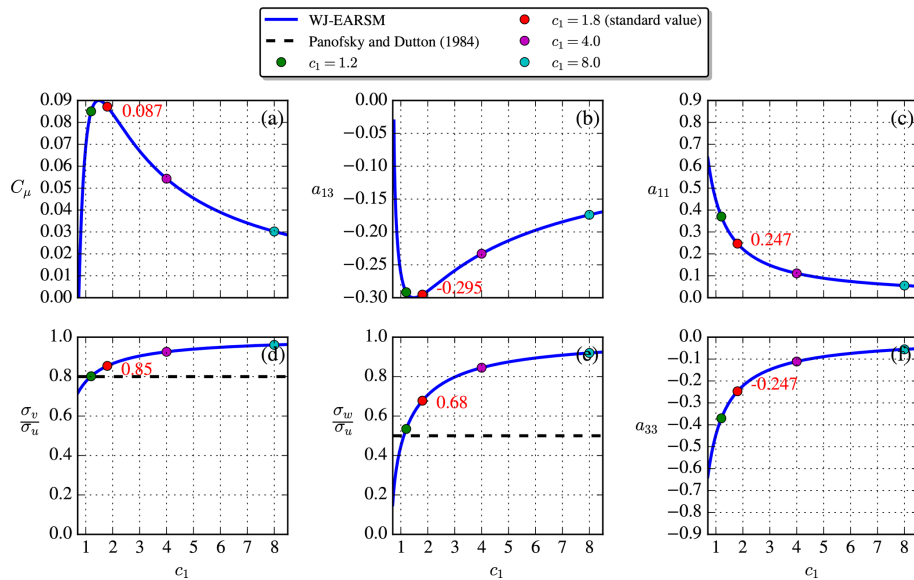 WJ-EARSM
Panofsky and Dutton (1984)
c₁ = 1.2
c₁ = 1.8 (standard value)
c₁ = 4.0
c₁ = 8.0
0.09
0.08
0.07
0.06
0.05
0.04
0.03
0.02
0.01
0.00
C_μ
(a)
0.087
0.00
−0.05
−0.10
−0.15
−0.20
−0.25
−0.30
a₁₃
(b)
-0.295
1 2 3 4 5 6 7 8
0.9
0.8
0.7
0.6
0.5
0.4
0.3
0.2
0.1
0.0
a₁₁
(c)
0.247
1.0
0.8
0.6
0.4
0.2
0.0
σ_v
σ_u
(d)
0.85
1 2 3 4 5 6 7 8
c₁
1.0
0.8
0.6
0.4
0.2
0.0
σ_w
σ_u
(e)
0.68
1 2 3 4 5 6 7 8
c₁
0.0
−0.1
−0.2
−0.3
−0.4
−0.5
−0.6
−0.7
−0.8
−0.9
a₃₃
(f)
-0.247
1 2 3 4 5 6 7 8
c₁